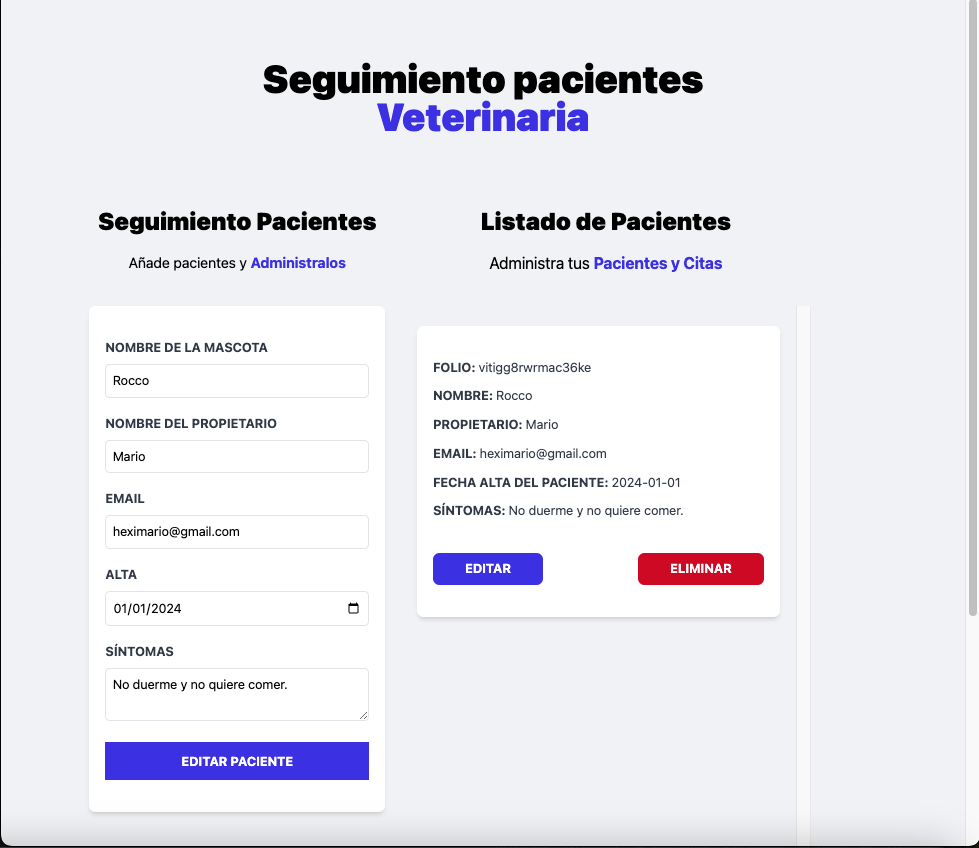 Seguimiento pacientes
Veterinaria
Seguimiento Pacientes
Añade pacientes y Administralos
NOMBRE DE LA MASCOTA
Rocco
NOMBRE DEL PROPIETARIO
Mario
EMAIL
heximario@gmail.com
ALTA
01/01/2024
SÍNTOMAS
No duerme y no quiere comer.
EDITAR PACIENTE
Listado de Pacientes
Administra tus Pacientes y Citas
FOLIO: vitigg8rwrmac36ke
NOMBRE: Rocco
PROPIETARIO: Mario
EMAIL: heximario@gmail.com
FECHA ALTA DEL PACIENTE: 2024-01-01
SÍNTOMAS: No duerme y no quiere comer.
EDITAR
ELIMINAR